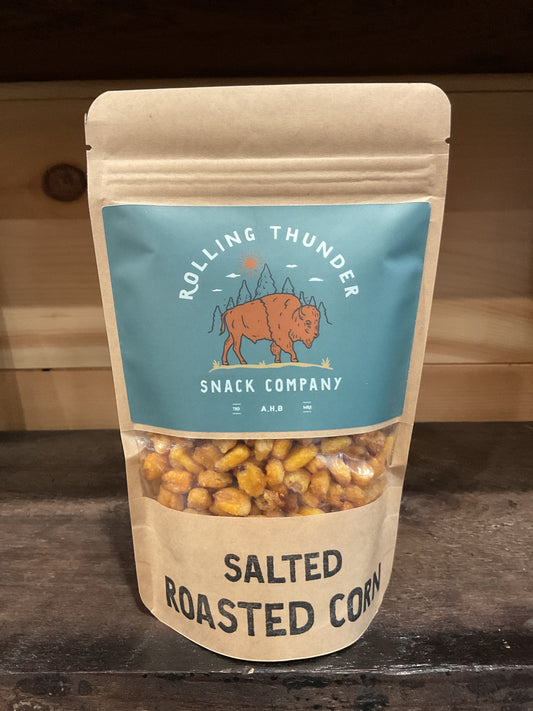 ROLLING THUNDER
SNACK COMPANY
A.H.B
SALTED
ROASTED CORN